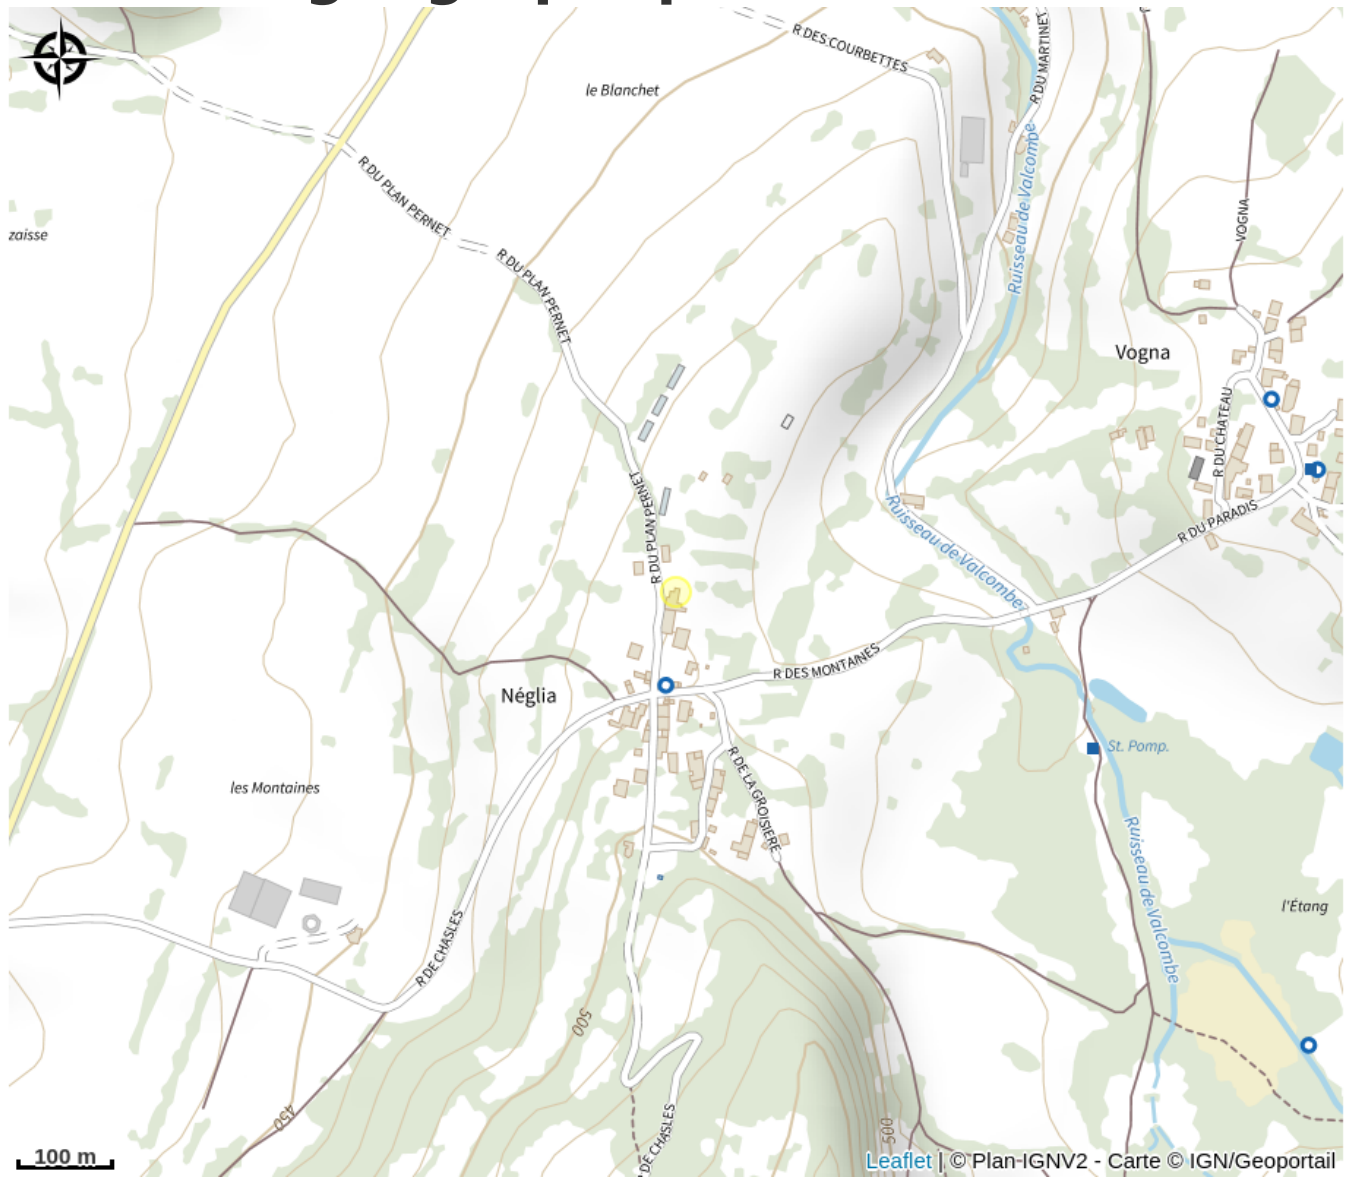 R DES COURBETTES
R DU MARTINET
le Blanchet
Ruisseau de Valcombe
R DU PLAN PERNET
VOGNA
zaisse
R DU PLAN PERNET
Vogna
R DU CHATEAU
R DU PLAN PERNET
R DU PARADIS
Ruisseau de Valcombe
R DES MONTAINES
Néglia
St. Pomp.
R DE LA GROISIERE
les Montaines
Ruisseau de Valcombe
l'Étang
R DE CHASLES
500
450
500
DE CHASLES
100 m
Leaflet | © Plan-IGNV2 - Carte © IGN/Geoportail